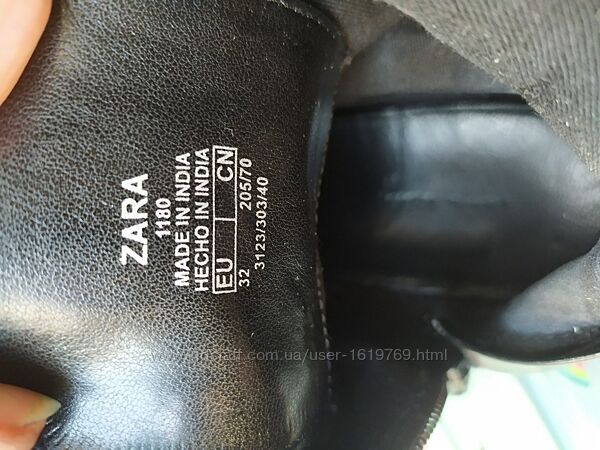 ZARA
1180
MADE IN INDIA
HECHO IN INDIA
EU CN
32 205/70
3123/303/40
.com.ua/user-1619769.html